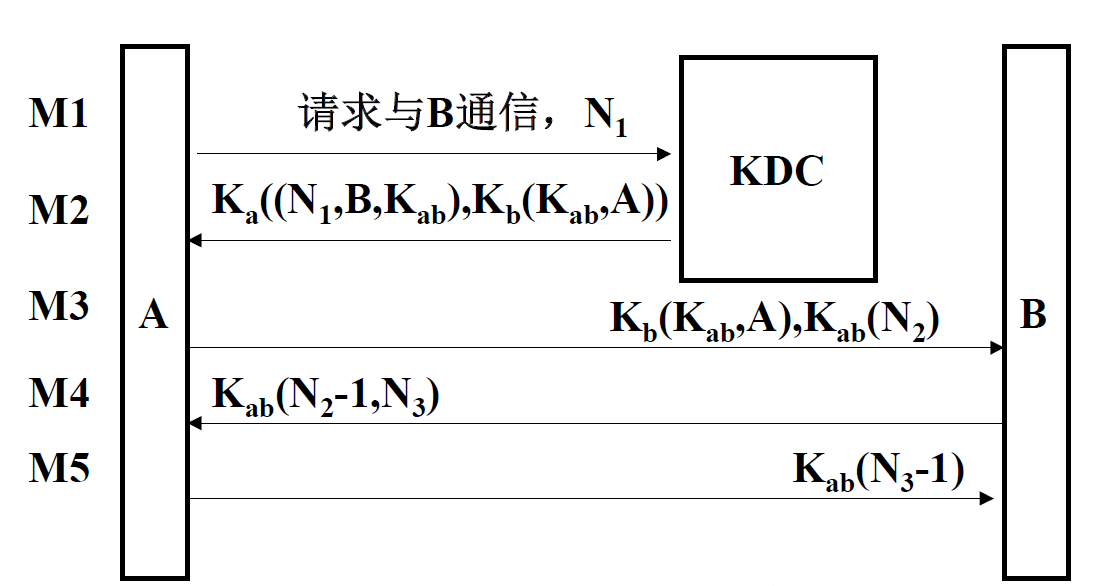 M1
请求与B通信，N₁
KDC
M2
Kₐ((N₁,B,Kₐb),Kb(Kₐb,A))
M3
A
Kb(Kₐb,A),Kₐb(N₂)
B
M4
Kₐb(N₂-1,N₃)
M5
Kₐb(N₃-1)